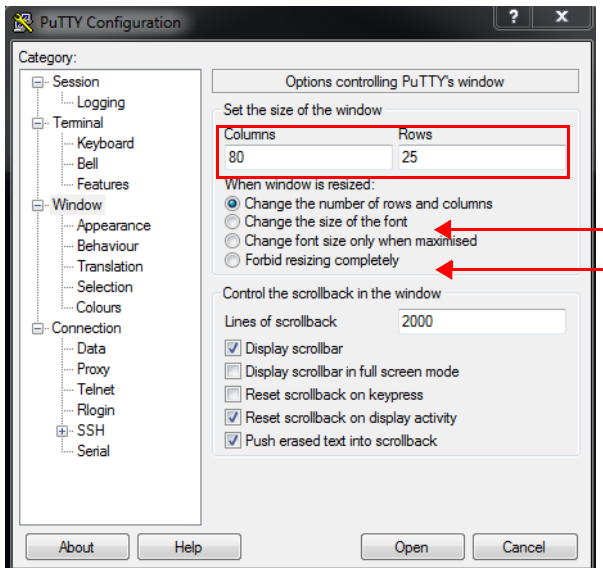 PuTTY Configuration
? x
Category:
Session
Logging
Terminal
Keyboard
Bell
Features
Window
Appearance
Behaviour
Translation
Selection
Colours
Connection
Data
Proxy
Telnet
Rlogin
SSH
Serial
Options controlling PuTTY's window
Set the size of the window
Columns Rows
80 25
When window is resized:
Change the number of rows and columns
Change the size of the font
Change font size only when maximised
Forbid resizing completely
Control the scrollback in the window
Lines of scrollback 2000
Display scrollbar
Display scrollbar in full screen mode
Reset scrollback on keypress
Reset scrollback on display activity
Push erased text into scrollback
About Help Open Cancel